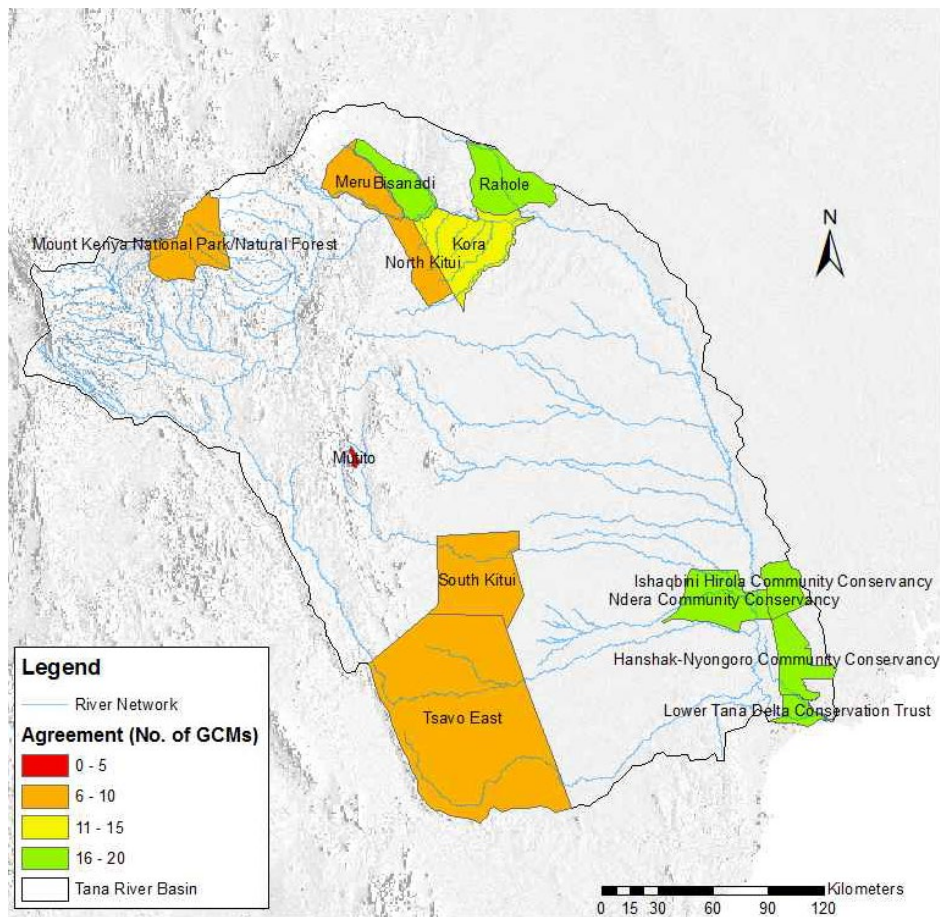 Meru Bisanadi
Rahole
N
Mount Kenya National Park/Natural Forest
Kora
North Kitui
Mutito
South Kitui
Ishaqbini Hirola Community Conservancy
Ndera Community Conservancy
Hanshak-Nyongoro Community Conservancy
Lower Tana Delta Conservation Trust
Tsavo East
Legend
River Network
Agreement (No. of GCMs)
0 - 5
6 - 10
11 - 15
16 - 20
Tana River Basin
Kilometers
0 15 30 60 90 120